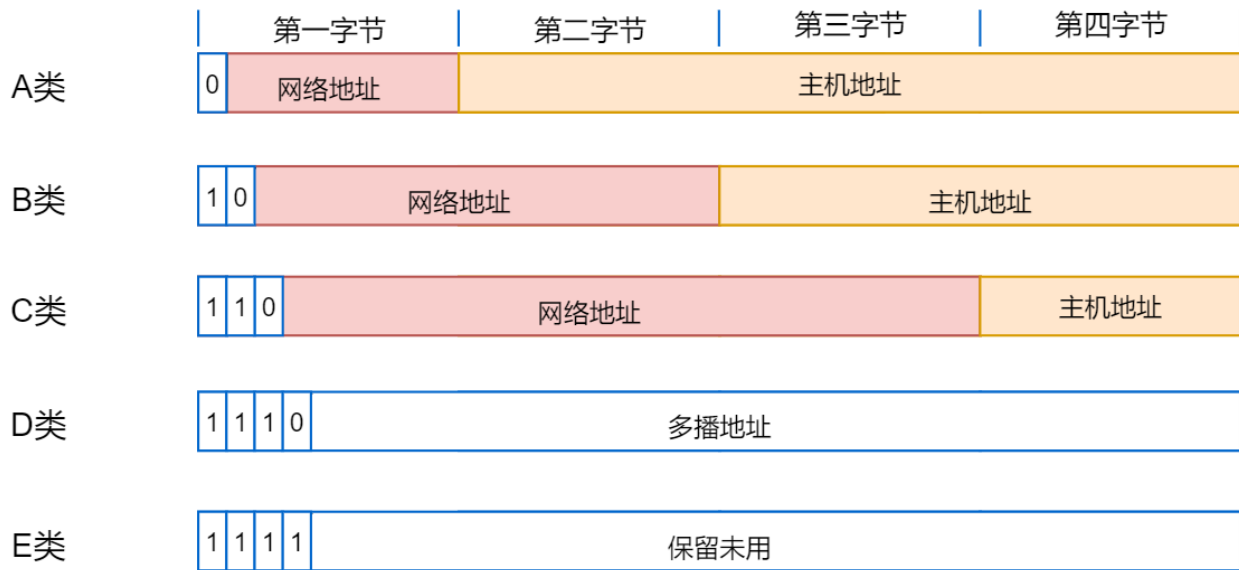 第一字节 第二字节 第三字节 第四字节
A类 0 网络地址 主机地址
B类 1 0 网络地址 主机地址
C类 1 1 0 网络地址 主机地址
D类 1 1 1 0 多播地址
E类 1 1 1 1 保留未用